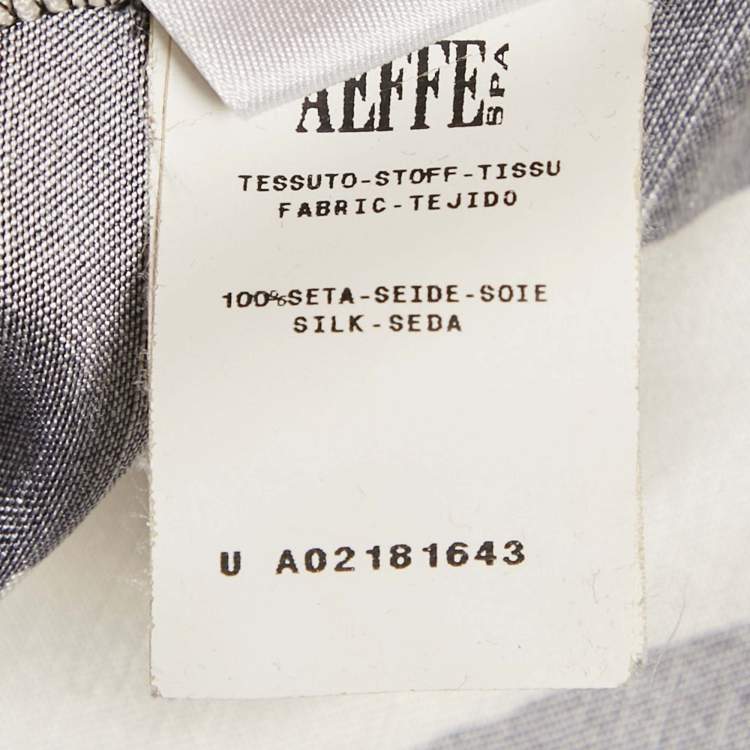 AEFFE SPA
TESSUTO-STOFF-TISSU
FABRIC-TEJIDO
100%SETA-SEIDE-SOIE
SILK-SEDA
U A02181643